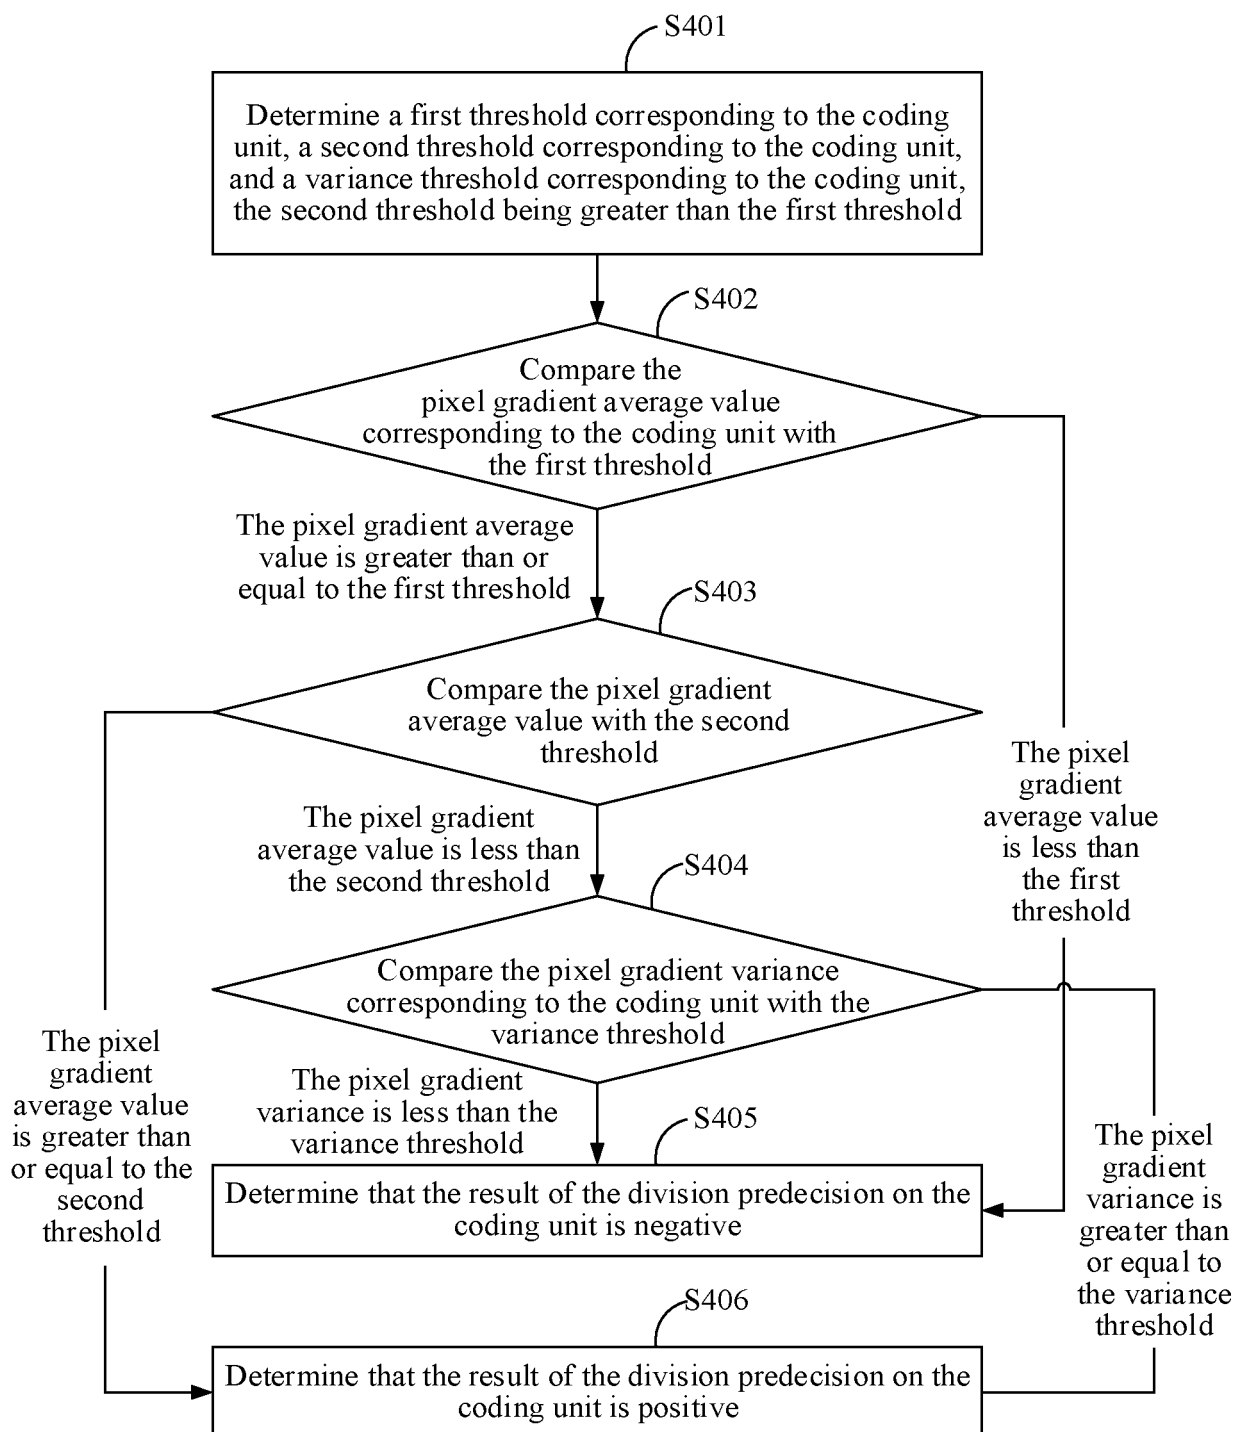 S401
Determine a first threshold corresponding to the coding
unit, a second threshold corresponding to the coding unit,
and a variance threshold corresponding to the coding unit,
the second threshold being greater than the first threshold
S402
Compare the
pixel gradient average value
corresponding to the coding unit with
the first threshold
The pixel gradient average
value is greater than or
equal to the first threshold
S403
Compare the pixel gradient
average value with the second
threshold
The pixel
gradient
average value
is less than
the first
threshold
The pixel gradient
average value is less than
the second threshold
S404
Compare the pixel gradient variance
corresponding to the coding unit with the
variance threshold
The pixel
gradient
average value
is greater than
or equal to the
second
threshold
The pixel gradient
variance is less than the
variance threshold
S405
The pixel
gradient
variance is
greater than
or equal to
the variance
threshold
Determine that the result of the division predecision on the
coding unit is negative
S406
Determine that the result of the division predecision on the
coding unit is positive